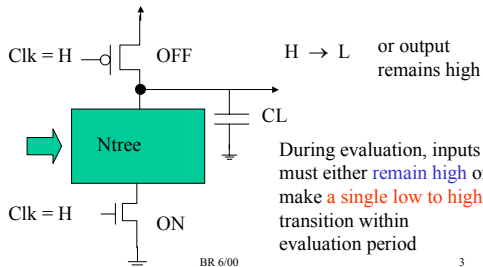 Clk = H
OFF
H → L
or output
remains high
CL
Ntree
During evaluation, inputs
must either remain high or
make a single low to high
transition within
evaluation period
Clk = H
ON
BR 6/00
3